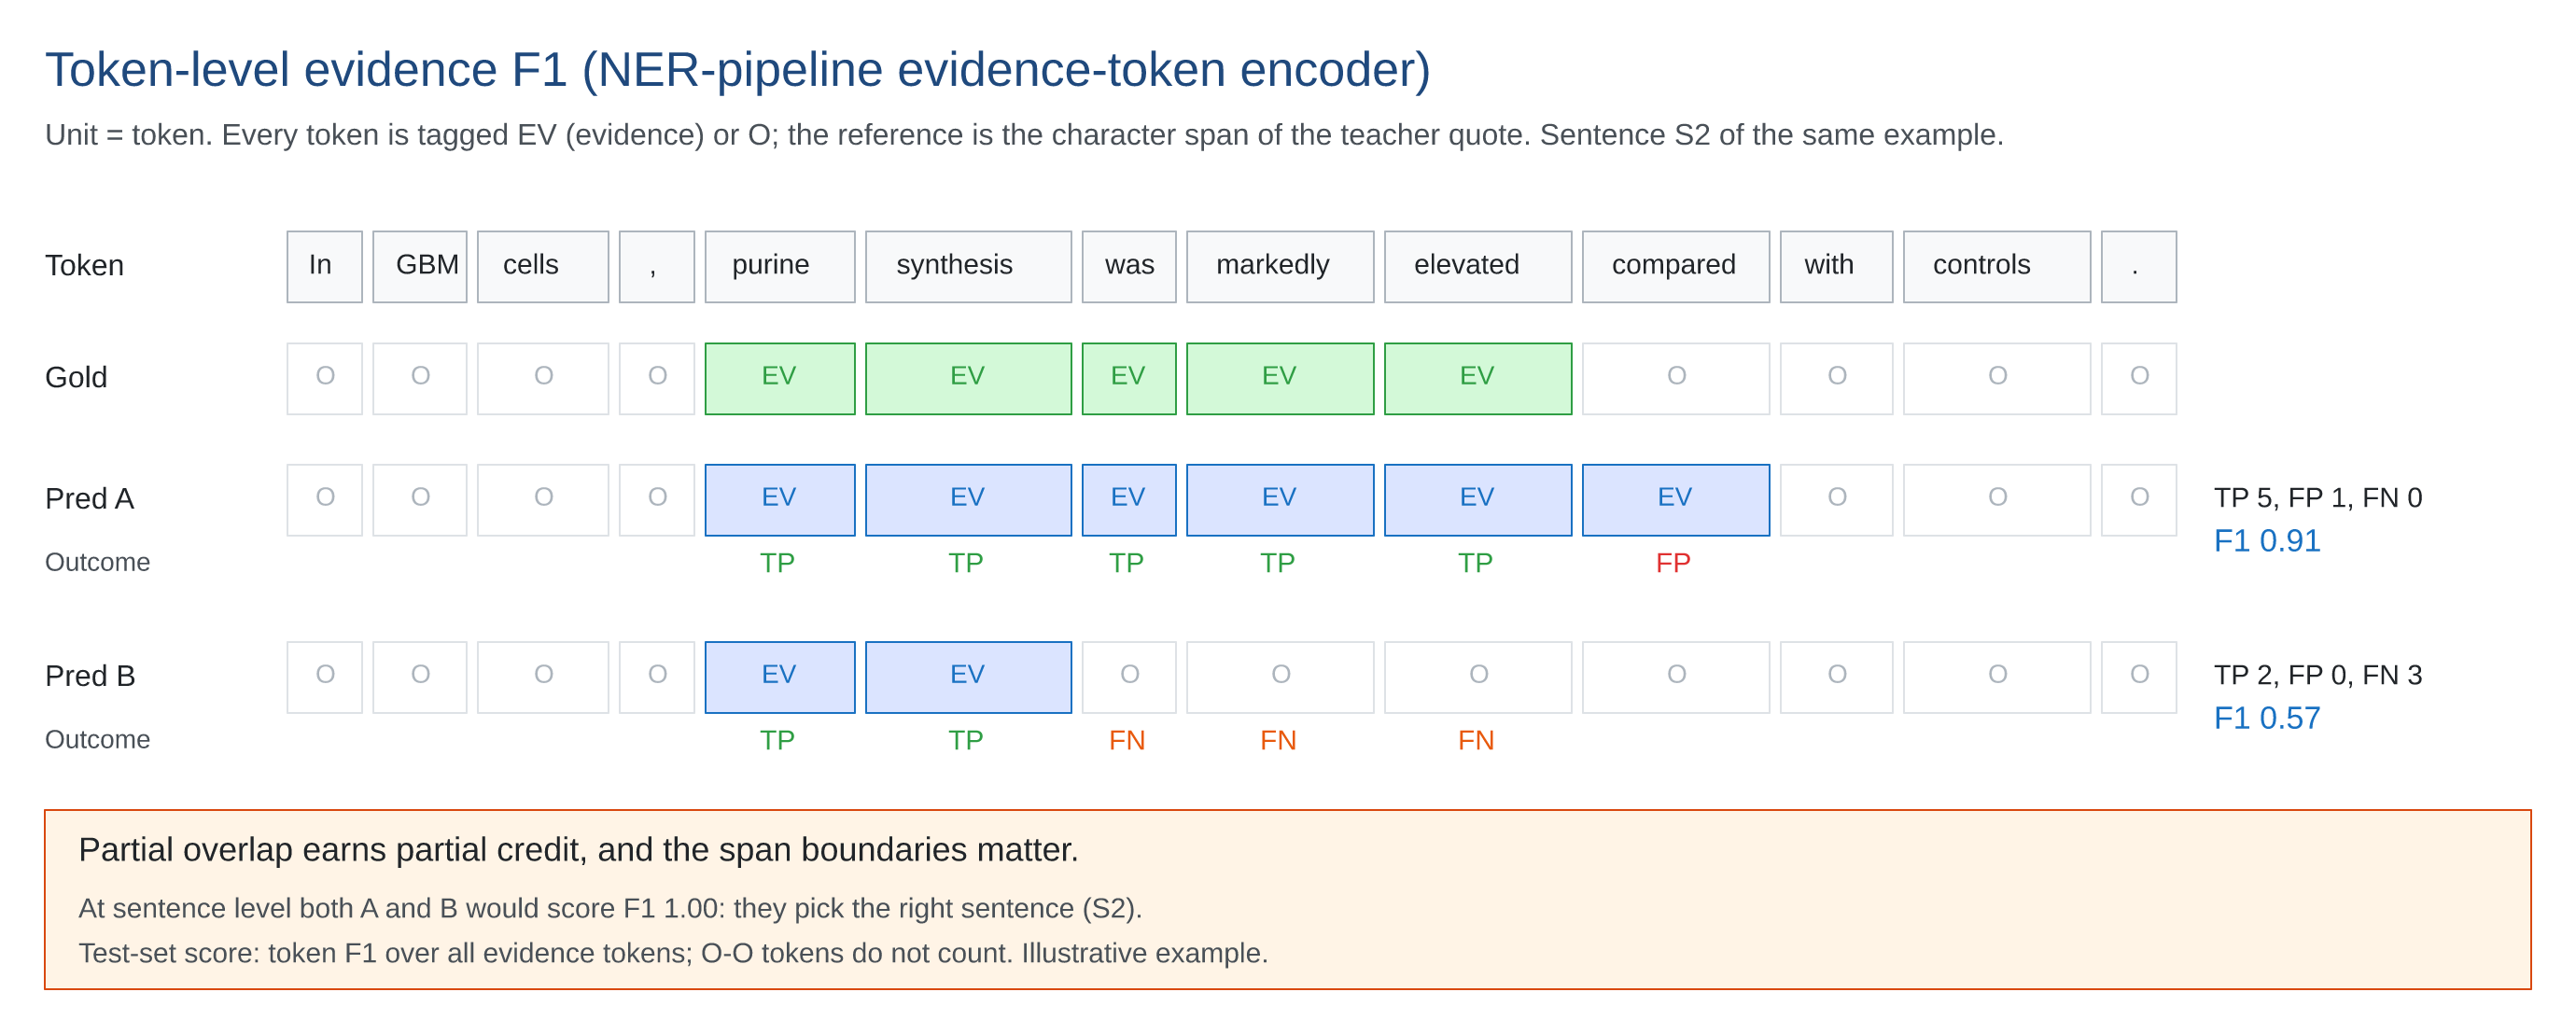 Token-level evidence F1 (NER-pipeline evidence-token encoder)
Unit = token. Every token is tagged EV (evidence) or O; the reference is the character span of the teacher quote. Sentence S2 of the same example.
Token In GBM cells , purine synthesis was markedly elevated compared with controls .
Gold O O O O EV EV EV EV EV O O O O
Pred A O O O O EV EV EV EV EV EV O O O TP 5, FP 1, FN 0
F1 0.91
Outcome TP TP TP TP TP FP
Pred B O O O O EV EV O O O O O O O TP 2, FP 0, FN 3
F1 0.57
Outcome TP TP FN FN FN
Partial overlap earns partial credit, and the span boundaries matter.
At sentence level both A and B would score F1 1.00: they pick the right sentence (S2).
Test-set score: token F1 over all evidence tokens; O-O tokens do not count. Illustrative example.